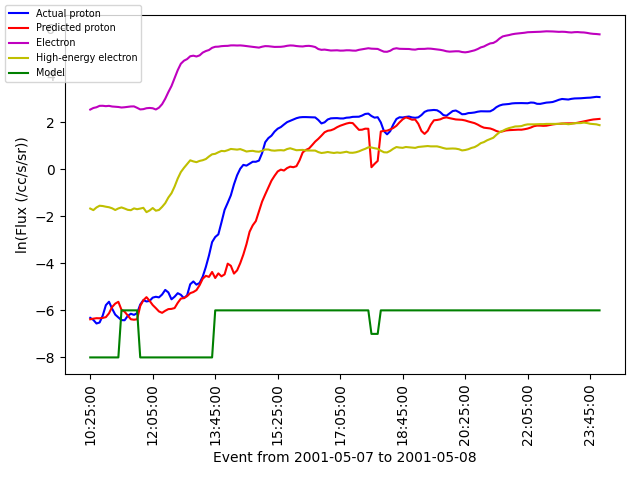 Actual proton
Predicted proton
Electron
High-energy electron
Model
2
0
−2
−4
−6
−8
ln(Flux (/cc/s/sr))
10:25:00
12:05:00
13:45:00
15:25:00
17:05:00
18:45:00
20:25:00
22:05:00
23:45:00
Event from 2001-05-07 to 2001-05-08